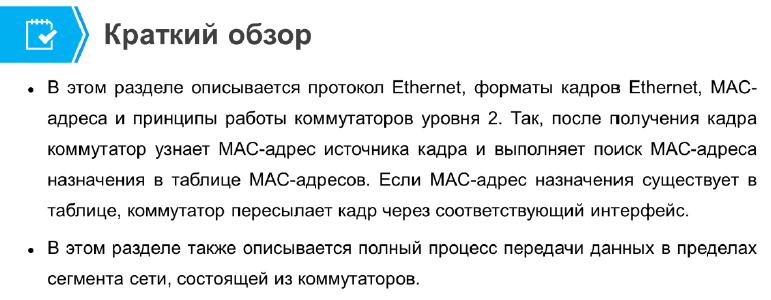 Краткий обзор
• В этом разделе описывается протокол Ethernet, форматы кадров Ethernet, MAC-
адреса и принципы работы коммутаторов уровня 2. Так, после получения кадра
коммутатор узнает MAC-адрес источника кадра и выполняет поиск MAC-адреса
назначения в таблице MAC-адресов. Если MAC-адрес назначения существует в
таблице, коммутатор пересылает кадр через соответствующий интерфейс.
• В этом разделе также описывается полный процесс передачи данных в пределах
сегмента сети, состоящей из коммутаторов.